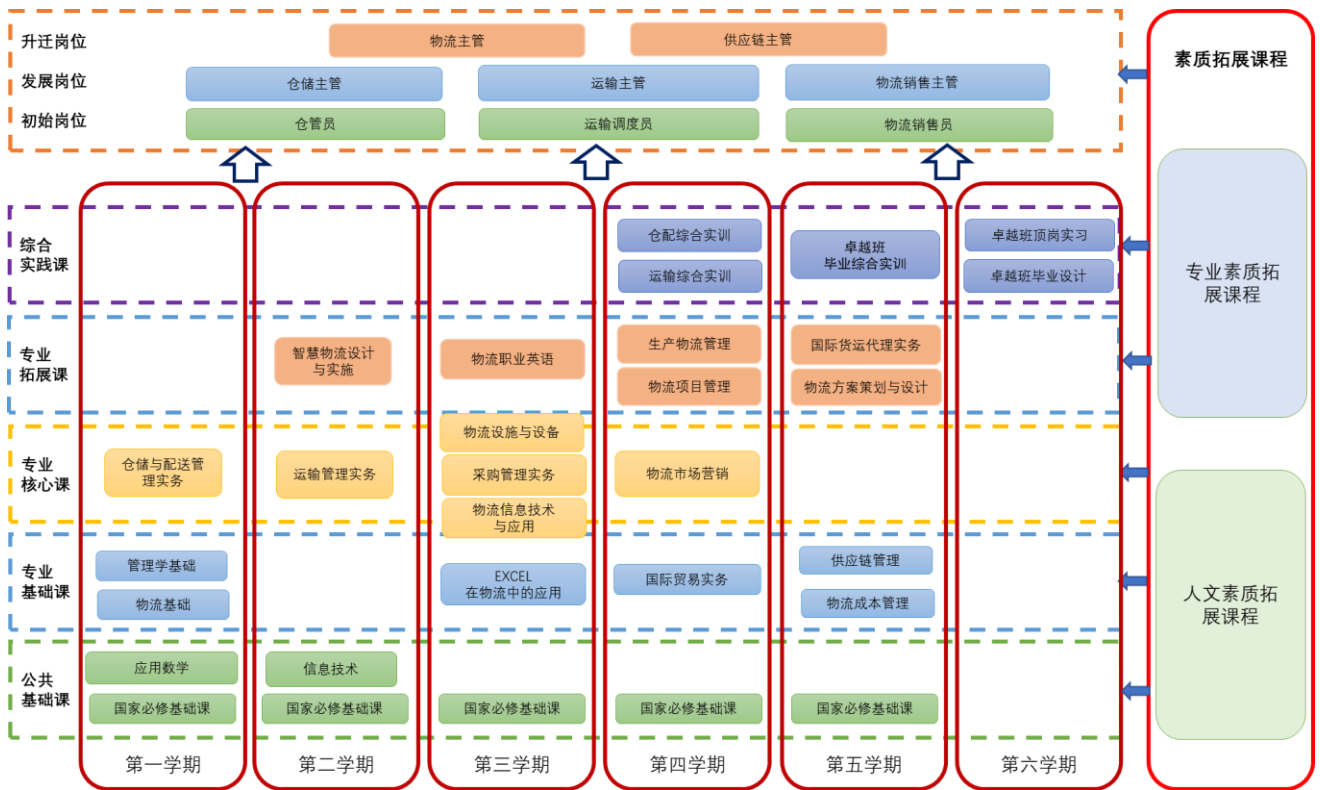 升迁岗位
物流主管
供应链主管
发展岗位
仓储主管
运输主管
物流销售主管
初始岗位
仓管员
运输调度员
物流销售员
综合
实践课
仓配综合实训
运输综合实训
卓越班
毕业综合实训
卓越班顶岗实习
卓越班毕业设计
专业
拓展课
智慧物流设计
与实施
物流职业英语
生产物流管理
物流项目管理
国际货运代理实务
物流方案策划与设计
专业
核心课
仓储与配送管
理实务
运输管理实务
物流设施与设备
采购管理实务
物流信息技术
与应用
物流市场营销
专业
基础课
管理学基础
物流基础
EXCEL
在物流中的应用
国际贸易实务
供应链管理
物流成本管理
公共
基础课
应用数学
国家必修基础课
信息技术
国家必修基础课
国家必修基础课
国家必修基础课
国家必修基础课
第一学期
第二学期
第三学期
第四学期
第五学期
第六学期
素质拓展课程
专业素质拓
展课程
人文素质拓
展课程